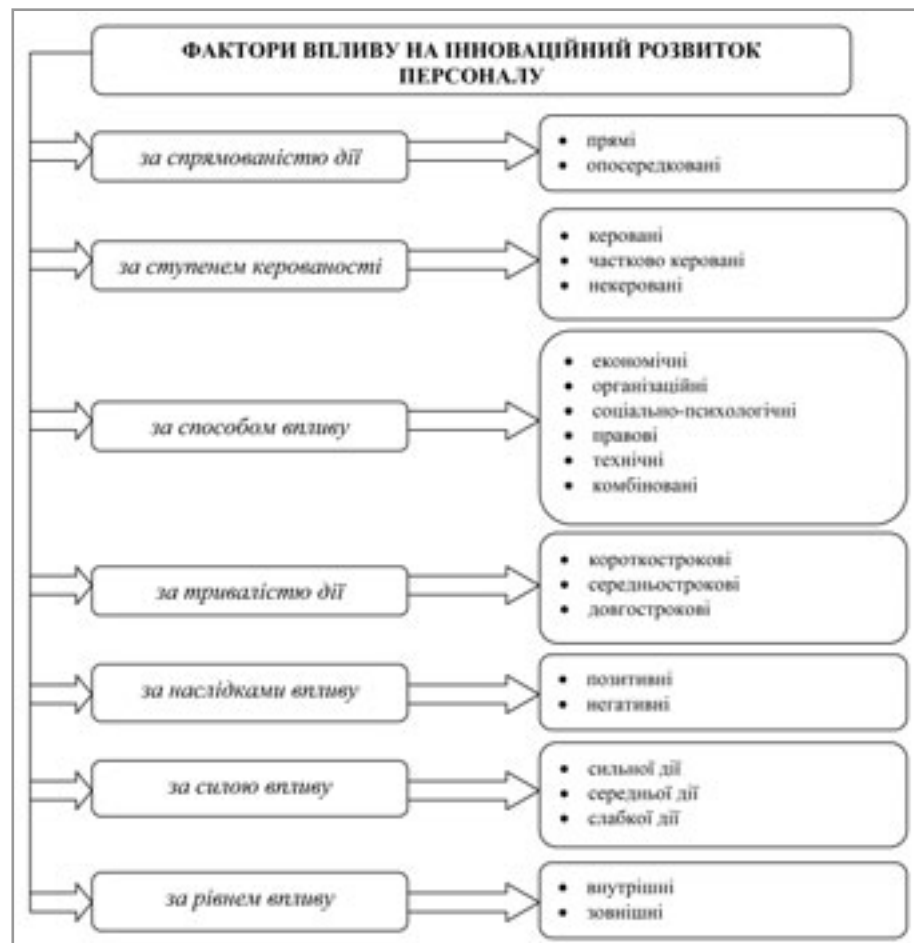 ФАКТОРИ ВПЛИВУ НА ІННОВАЦІЙНИЙ РОЗВИТОК
ПЕРСОНАЛУ
за спрямованістю дії
• прямі
• опосередковані
за ступенем керованості
• керовані
• частково керовані
• некеровані
за способом впливу
• економічні
• організаційні
• соціально-психологічні
• правові
• технічні
• комбіновані
за тривалістю дії
• короткострокові
• середньострокові
• довгострокові
за наслідками впливу
• позитивні
• негативні
за силою впливу
• сильної дії
• середньої дії
• слабкої дії
за рівнем впливу
• внутрішні
• зовнішні